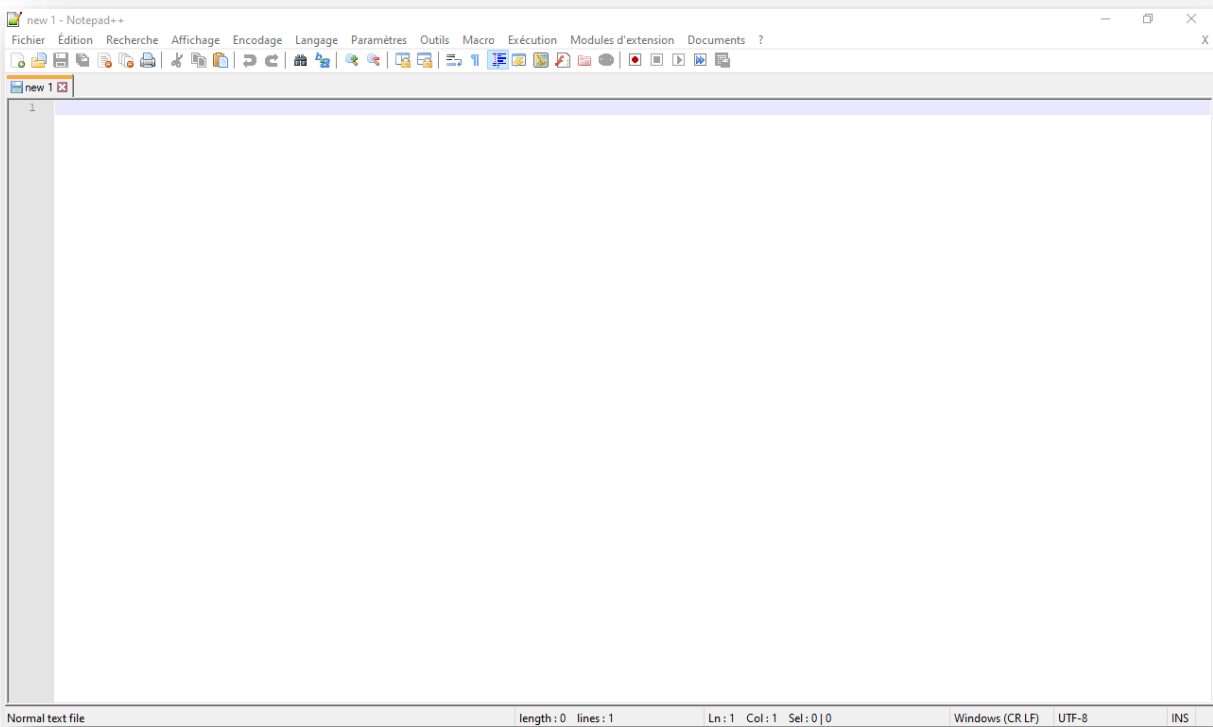 new 1 - Notepad++
Fichier Édition Recherche Affichage Encodage Langage Paramètres Outils Macro Exécution Modules d'extension Documents ? X
new 1
1
Normal text file length : 0 lines : 1 Ln : 1 Col : 1 Sel : 0 | 0 Windows (CR LF) UTF-8 INS